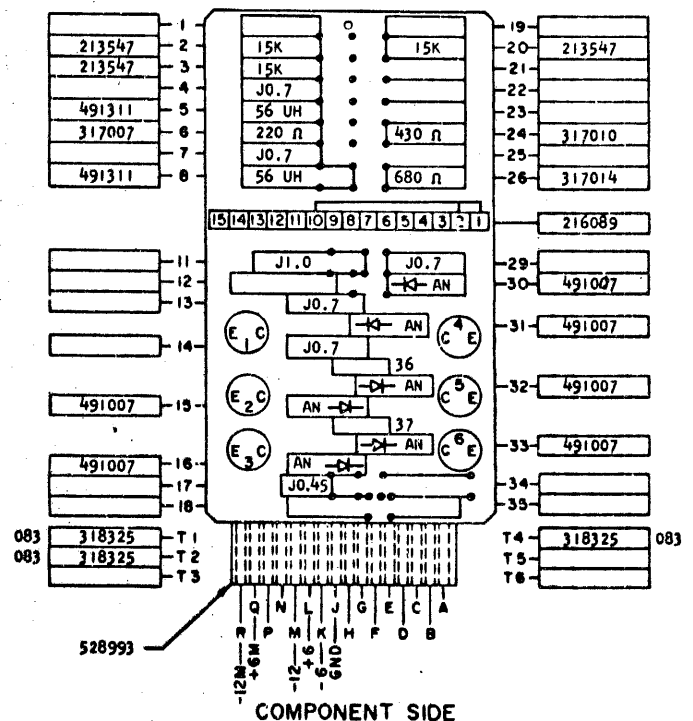 1 19
213547 2 15K 15K 20 213547
213547 3 15K 21
4 J0.7 22
491311 5 56 UH 23
317007 6 220 Ω 430 Ω 24 317010
7 J0.7 25
491311 8 56 UH 680 Ω 26 317014
15 14 13 12 11 10 9 8 7 6 5 4 3 2 1 216089
11 J1.0 J0.7 29
12 AN 30 491007
13 J0.7
AN 31 491007
E 1 C C 4 E
14 J0.7
36
AN 32 491007
E 2 C C 5 E
491007 15 AN
37
AN 33 491007
E 3 C C 6 E
491007 16 AN
17 J0.45 34
18 35
083 318325 T1 T4 318325 083
083 318325 T2 T5
T3 T6
Q N L J G E C A
R P M K H F D B
528993
-12M +6M -12 +6 -6 GND
COMPONENT SIDE